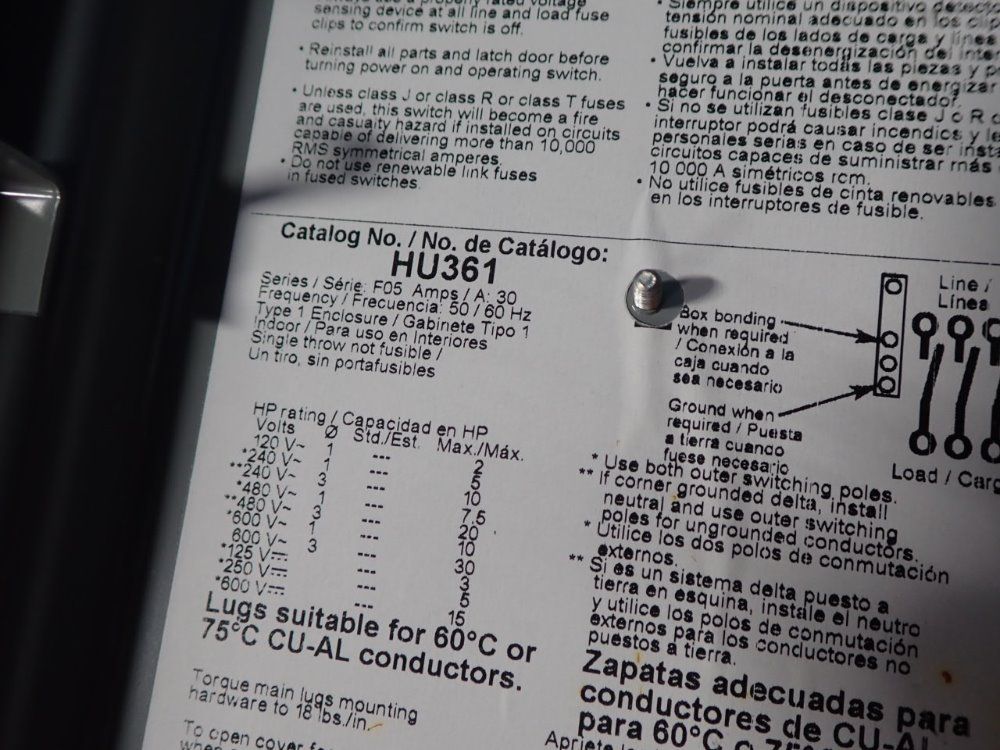 sensing device at all line and load fuse
clips to confirm switch is off.
• Reinstall all parts and latch door before
turning power on and operating switch.
• Unless class J or class R or class T fuses
are used, this switch will become a fire
and casualty hazard if installed on circuits
capable of delivering more than 10,000
RMS symmetrical amperes.
• Do not use renewable link fuses
in fused switches.
• Siempre utilice un dispositivo
tensión nominal adecuado en los
fusibles de los lados de carga y línea
confirmar la desenergización del
• Vuelva a instalar todas las piezas y
seguro a la puerta antes de energizar
hacer funcionar el desconectador.
• Si no se utilizan fusibles clase J o R
interruptor podrá causar incendios y
personales serias en caso de ser
circuitos capaces de suministrar más
10 000 A simétricos rcm.
• No utilice fusibles de cinta renovables
en los interruptores de fusible.
Catalog No. / No. de Catálogo:
HU361
Series / Série: F05 Amps / A: 30
Frequency / Frecuencia: 50 / 60 Hz
Type 1 Enclosure / Gabinete Tipo 1
Indoor / Para uso en Interiores
Single throw not fusible /
Un tiro, sin portafusibles
HP rating / Capacidad en HP
Volts Ø Std./Est. Max./Máx.
120 V~ 1 --- 2
*240 V~ 1 --- 5
**240 V~ 3 --- 10
*480 V~ 1 --- 7.5
**480 V~ 3 --- 20
*600 V~ 1 --- 10
600 V~ 3 --- 30
*125 V⎓ --- 3
*250 V⎓ --- 5
*600 V⎓ --- 15
Lugs suitable for 60°C or
75°C CU-AL conductors.
Torque main lugs mounting
hardware to 18 lbs./in.
To open cover
Box bonding
when required
/ Conexión a la
caja cuando
sea necesario
Ground when
required / Puesta
a tierra cuando
fuese necesario
Line /
Línea
Load /
* Use both outer switching poles.
** If corner grounded delta, install
neutral and use outer switching
poles for ungrounded conductors.
* Utilice los dos polos de conmutación
externos.
** Si es un sistema delta puesto a
tierra en esquina, instale el neutro
y utilice los polos de conmutación
externos para los conductores no
puestos a tierra.
Zapatas adecuadas para
conductores de CU-AL
para 60°C o 75°C